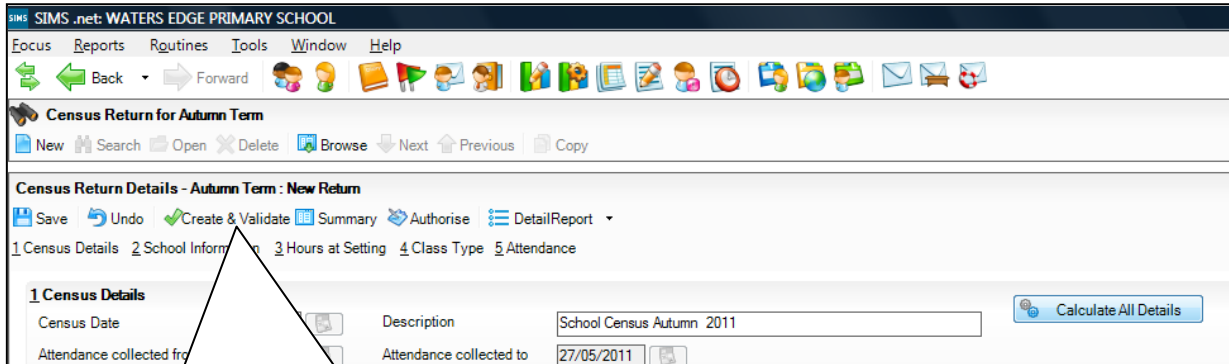 SIMS SIMS .net: WATERS EDGE PRIMARY SCHOOL
Focus Reports Routines Tools Window Help
Back Forward
Census Return for Autumn Term
New Search Open Delete Browse Next Previous Copy
Census Return Details - Autumn Term : New Return
Save Undo Create & Validate Summary Authorise DetailReport
1 Census Details 2 School 3 Hours at Setting 4 Class Type 5 Attendance
1 Census Details
Calculate All Details
Census Date Description School Census Autumn 2011
Attendance collected Attendance collected to 27/05/2011